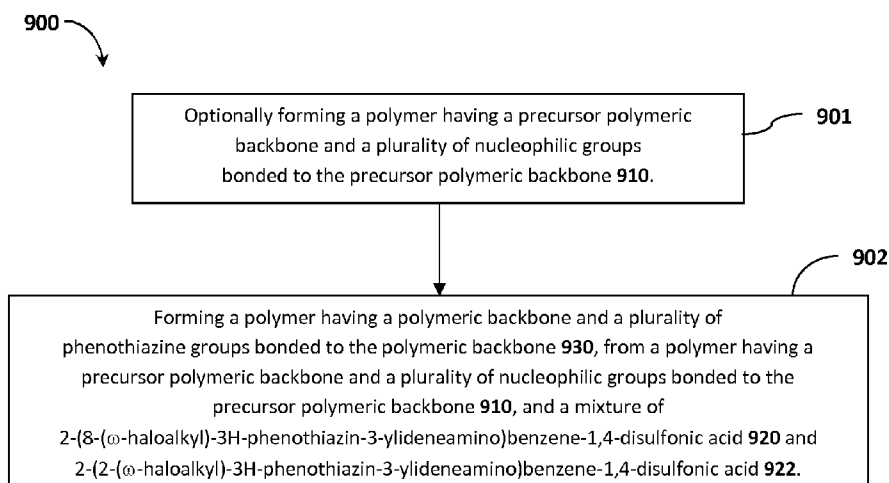 900
Optionally forming a polymer having a precursor polymeric
backbone and a plurality of nucleophilic groups
bonded to the precursor polymeric backbone 910.
901
902
Forming a polymer having a polymeric backbone and a plurality of
phenothiazine groups bonded to the polymeric backbone 930, from a polymer having a
precursor polymeric backbone and a plurality of nucleophilic groups bonded to the
precursor polymeric backbone 910, and a mixture of
2-(8-(ω-haloalkyl)-3H-phenothiazin-3-ylideneamino)benzene-1,4-disulfonic acid 920 and
2-(2-(ω-haloalkyl)-3H-phenothiazin-3-ylideneamino)benzene-1,4-disulfonic acid 922.